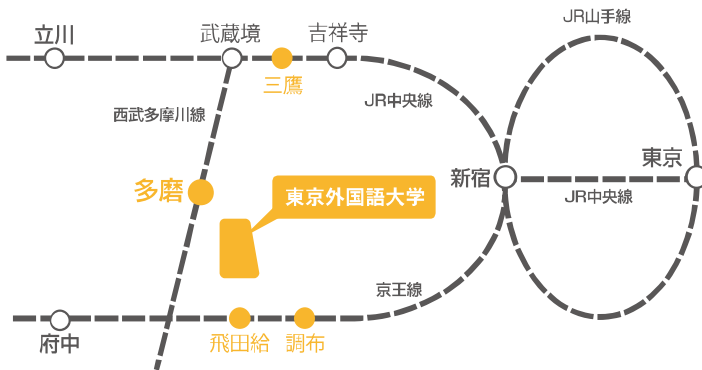 JR山手線
立川
武蔵境
吉祥寺
三鷹
JR中央線
西武多摩川線
東京
新宿
多磨
東京外国語大学
JR中央線
京王線
府中
飛田給
調布